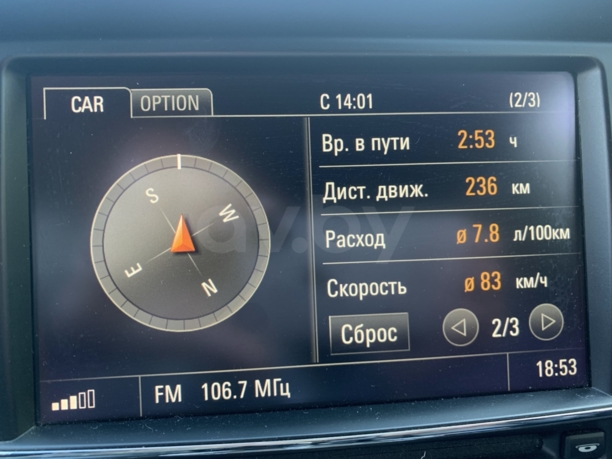 CAR OPTION С 14:01 (2/3)
Вр. в пути 2:53 ч
Дист. движ. 236 км
Расход ø 7.8 л/100км
Скорость ø 83 км/ч
Сброс 2/3
S W E N
FM 106.7 МГц 18:53